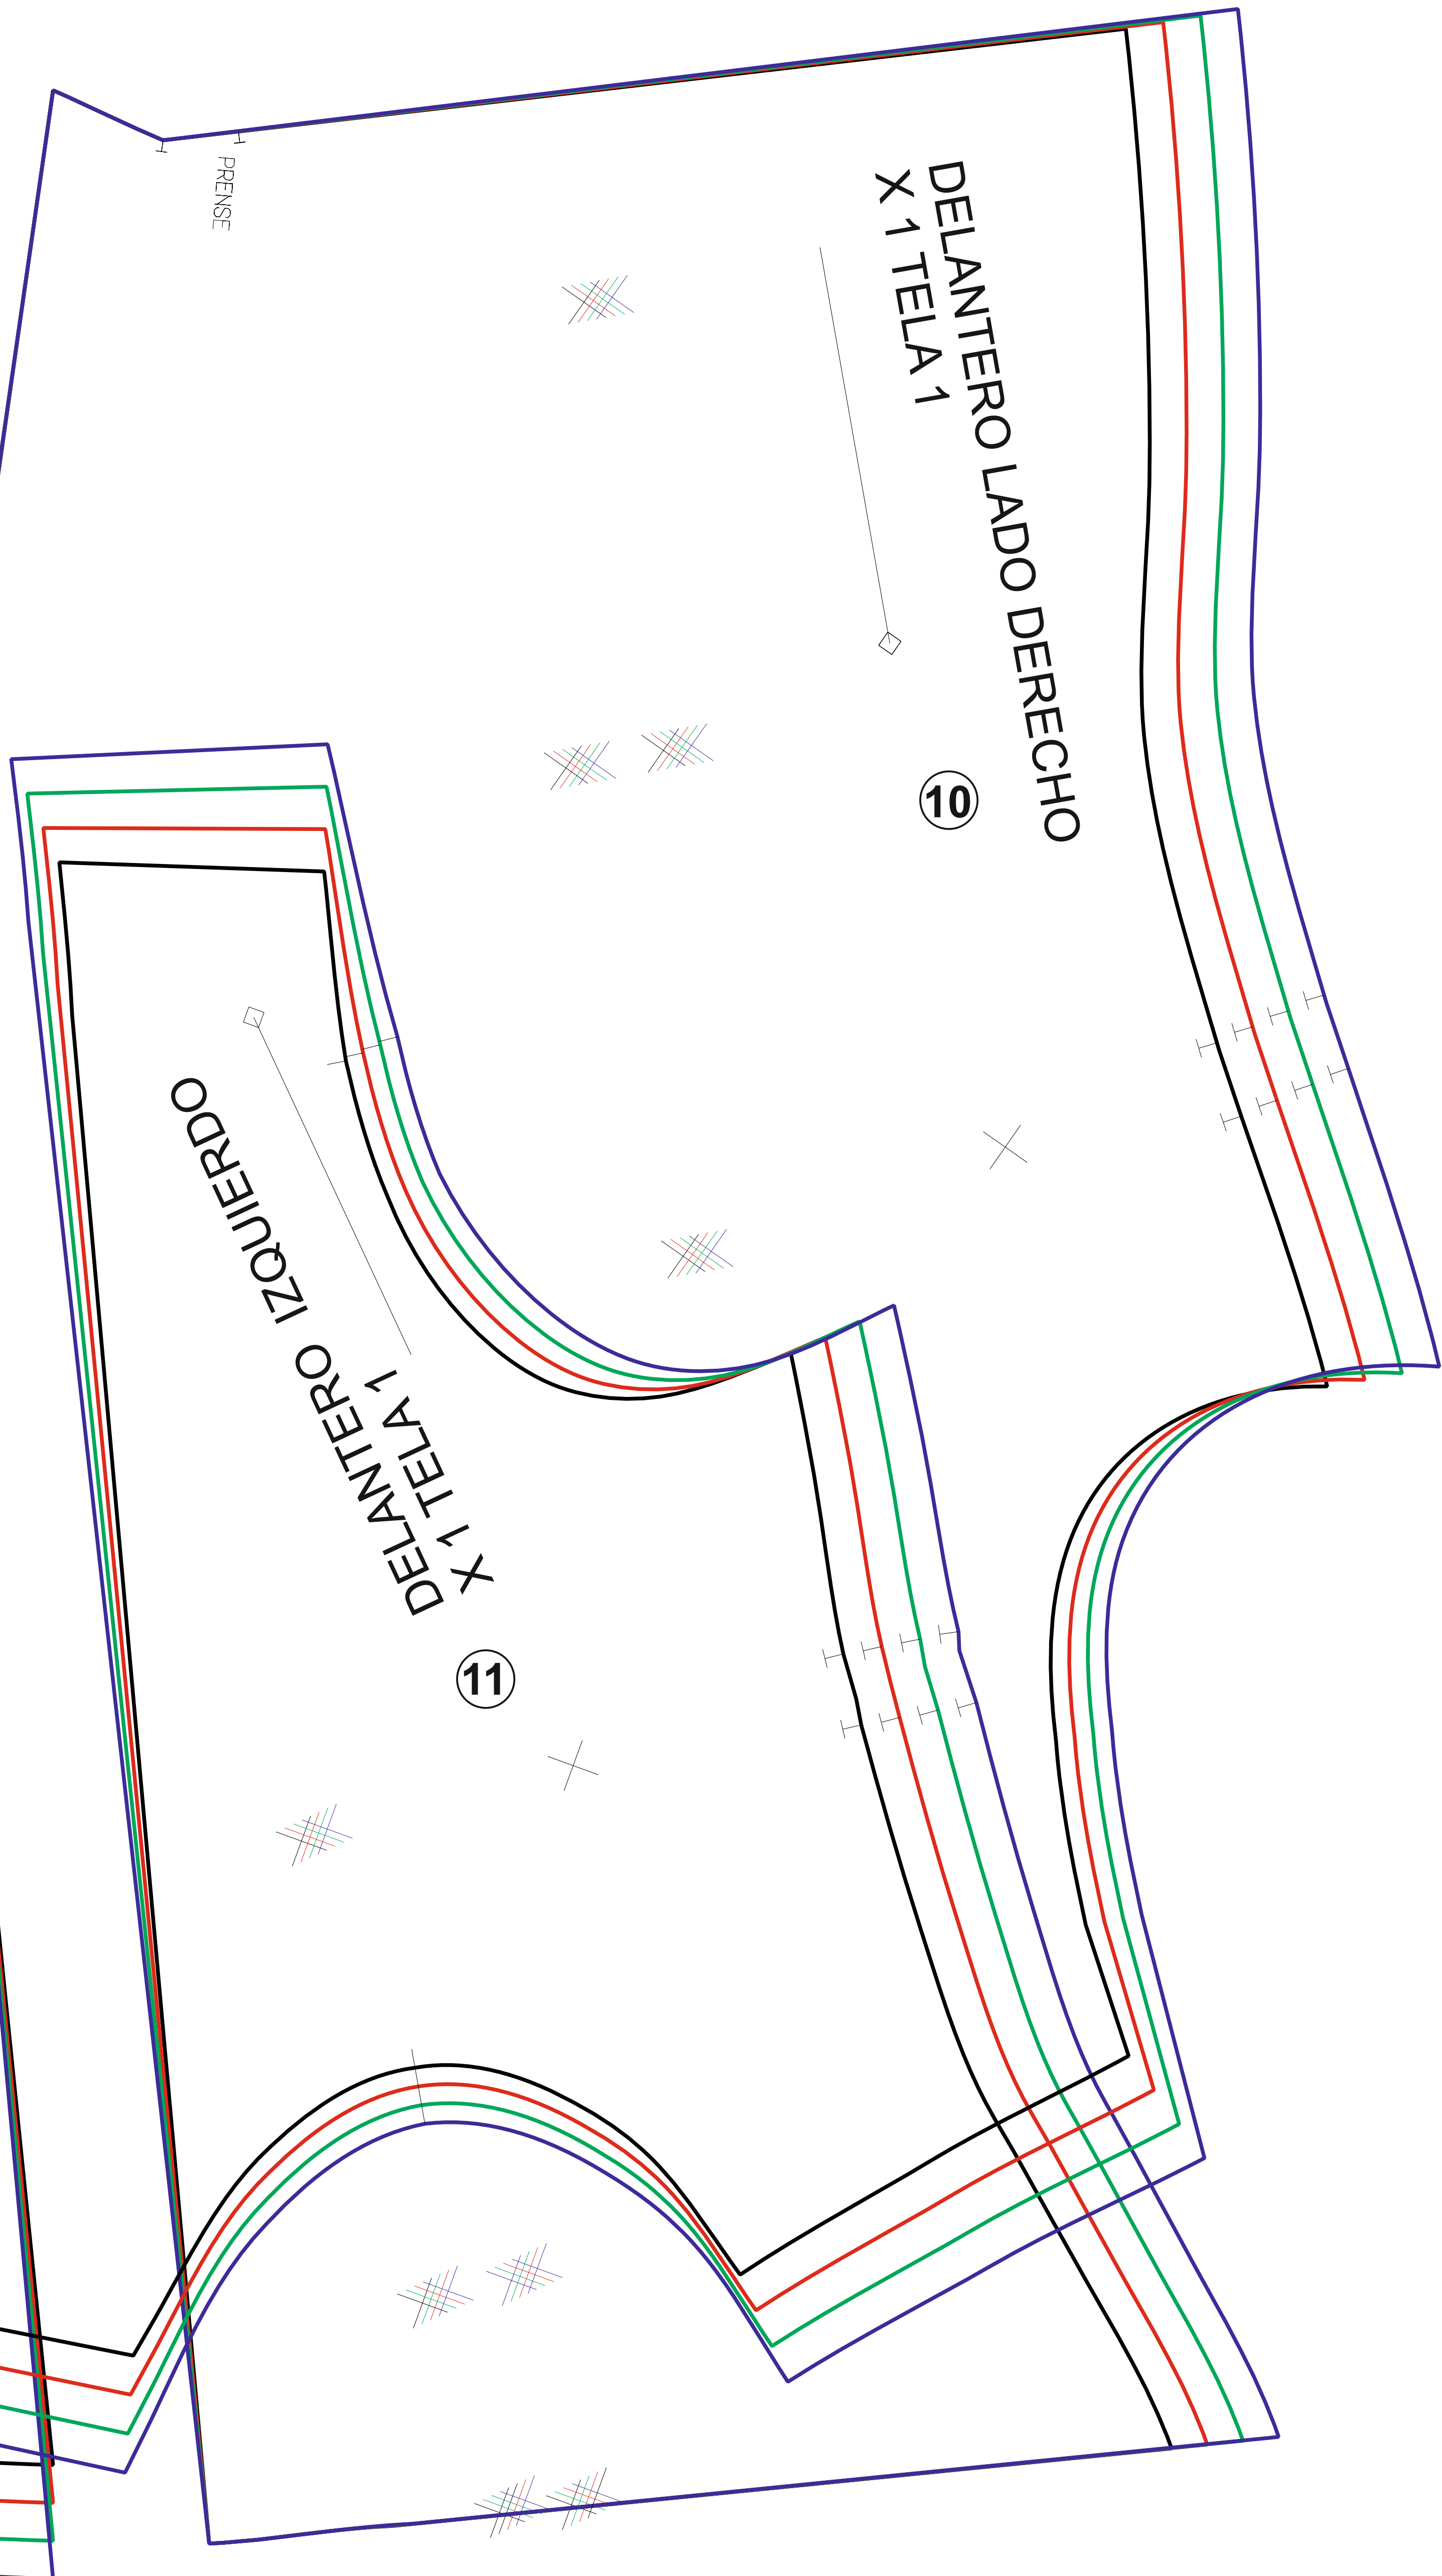 PRENSE
DELANTERO LADO DERECHO
X 1 TELA 1
10
DELANTERO IZQUIERDO
X 1 TELA 1
11